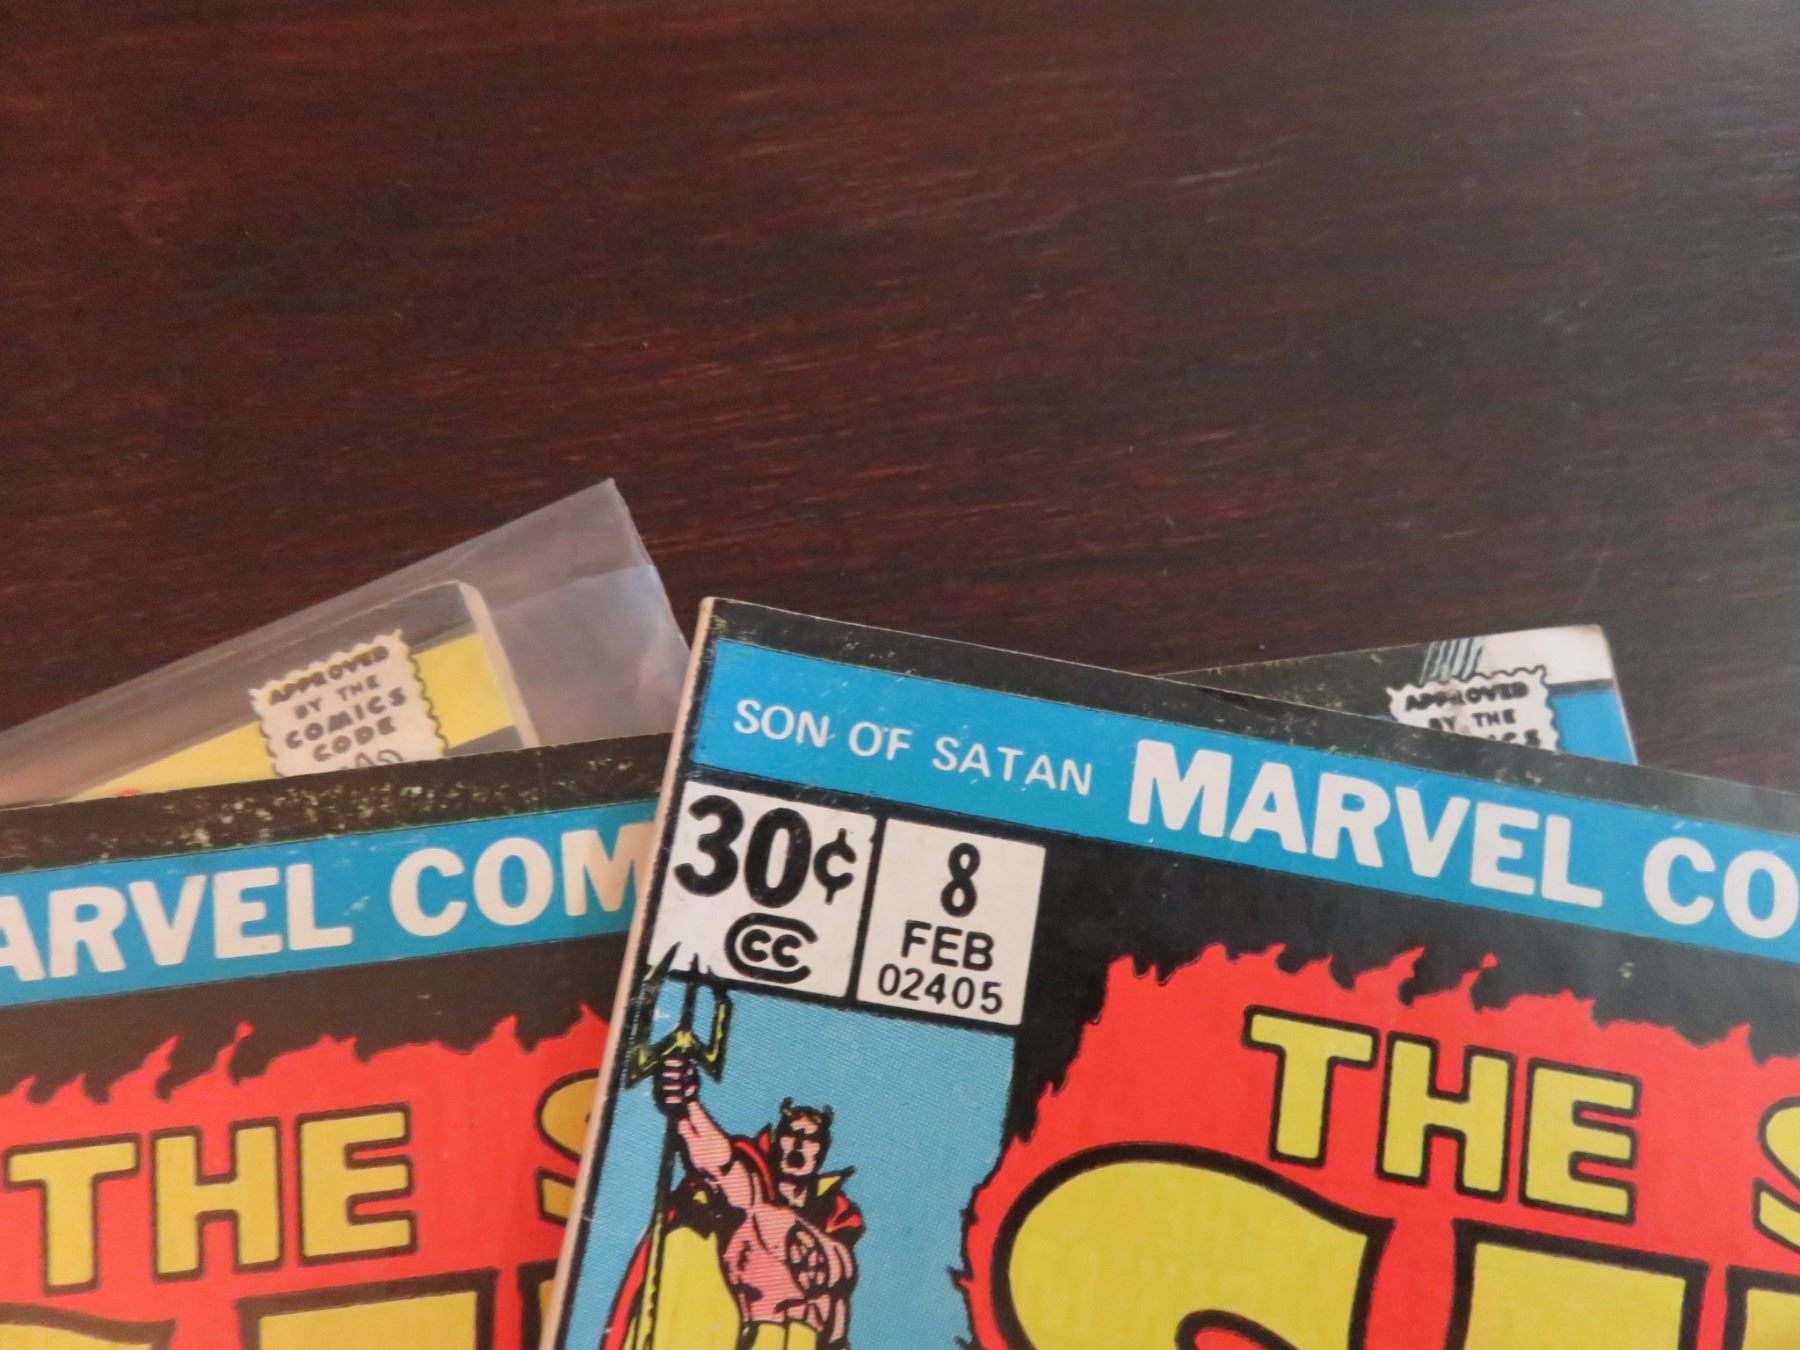 APPROVED
BY THE
COMICS
CODE
ARVEL COM
THE S
APPROVED
BY THE
SON OF SATAN MARVEL CO
30¢
CC
8
FEB
02405
THE S